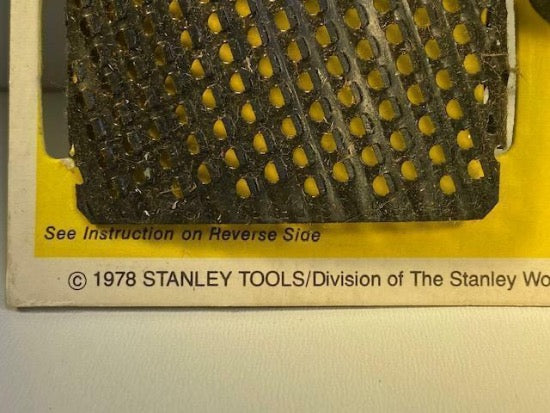 See Instruction on Reverse Side
© 1978 STANLEY TOOLS/Division of The Stanley Wo